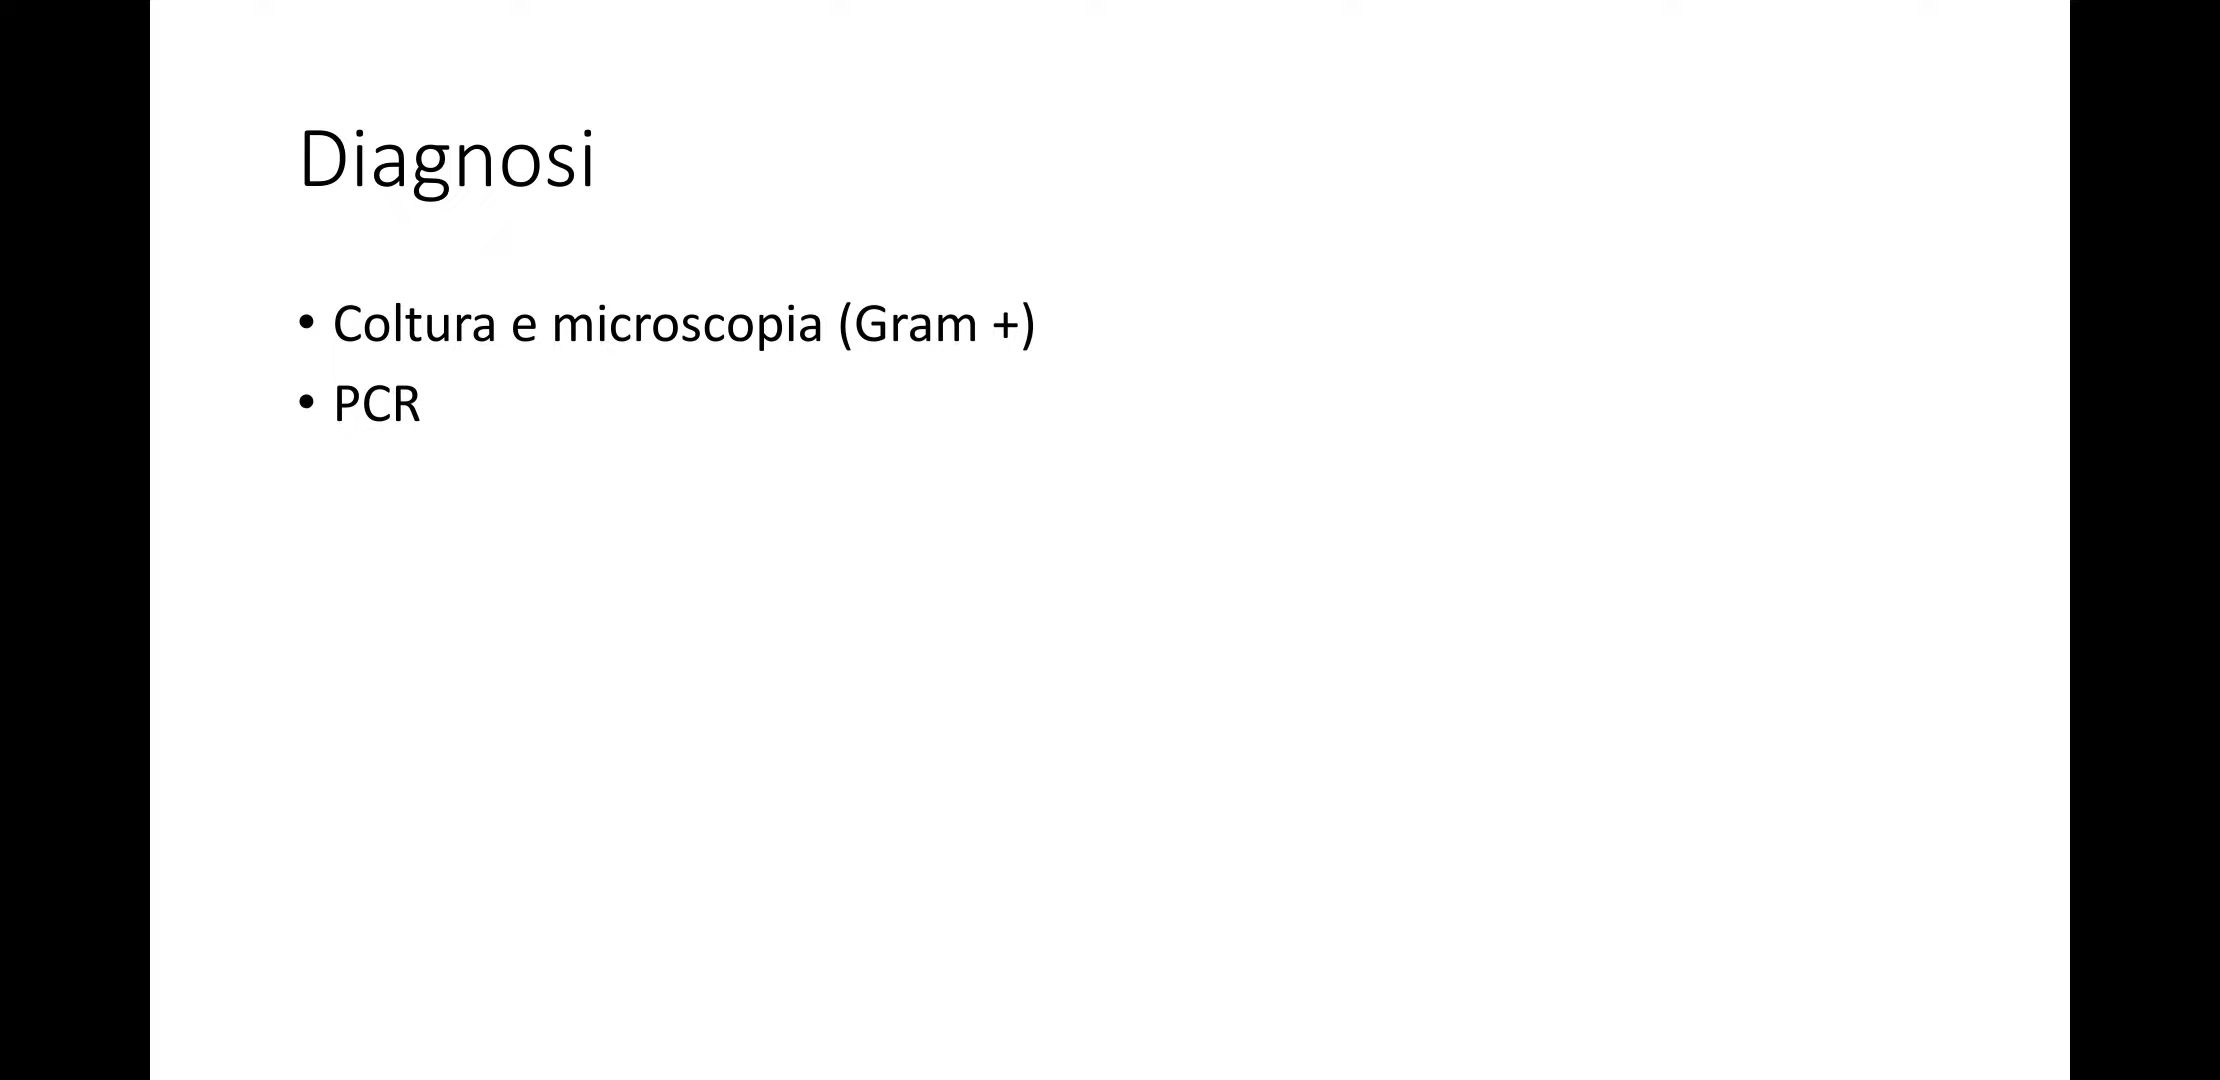 Diagnosi
• Coltura e microscopia (Gram +)
• PCR